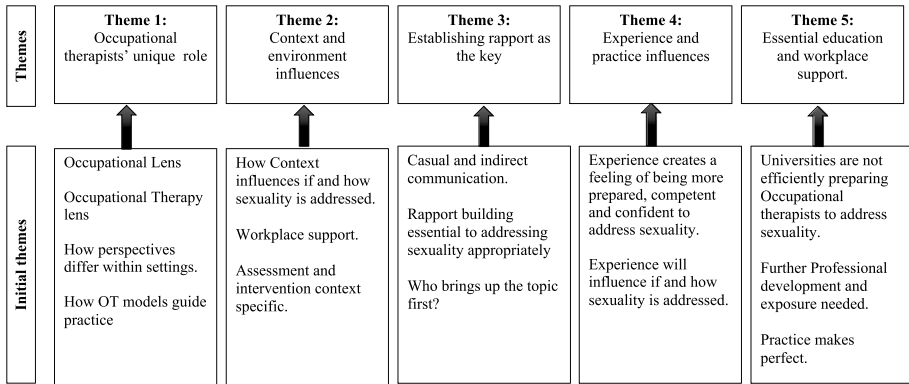 Themes
Theme 1:
Occupational
therapists' unique role
Theme 2:
Context and
environment
influences
Theme 3:
Establishing rapport as
the key
Theme 4:
Experience and
practice influences
Theme 5:
Essential education
and workplace
support.
Initial themes
Occupational Lens
Occupational Therapy
lens
How perspectives
differ within settings.
How OT models guide
practice
How Context
influences if and how
sexuality is addressed.
Workplace support.
Assessment and
intervention context
specific.
Casual and indirect
communication.
Rapport building
essential to addressing
sexuality appropriately
Who brings up the topic
first?
Experience creates a
feeling of being more
prepared, competent
and confident to
address sexuality.
Experience will
influence if and how
sexuality is addressed.
Universities are not
efficiently preparing
Occupational
therapists to address
sexuality.
Further Professional
development and
exposure needed.
Practice makes
perfect.